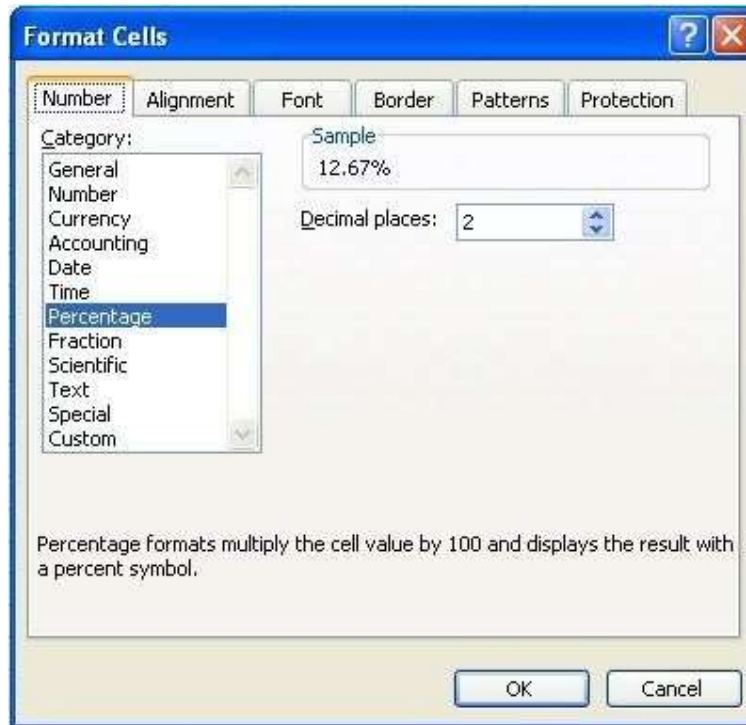 Format Cells
?
Number Alignment Font Border Patterns Protection
Category:
General
Number
Currency
Accounting
Date
Time
Percentage
Fraction
Scientific
Text
Special
Custom
Sample
12.67%
Decimal places: 2
Percentage formats multiply the cell value by 100 and displays the result with
a percent symbol.
OK Cancel